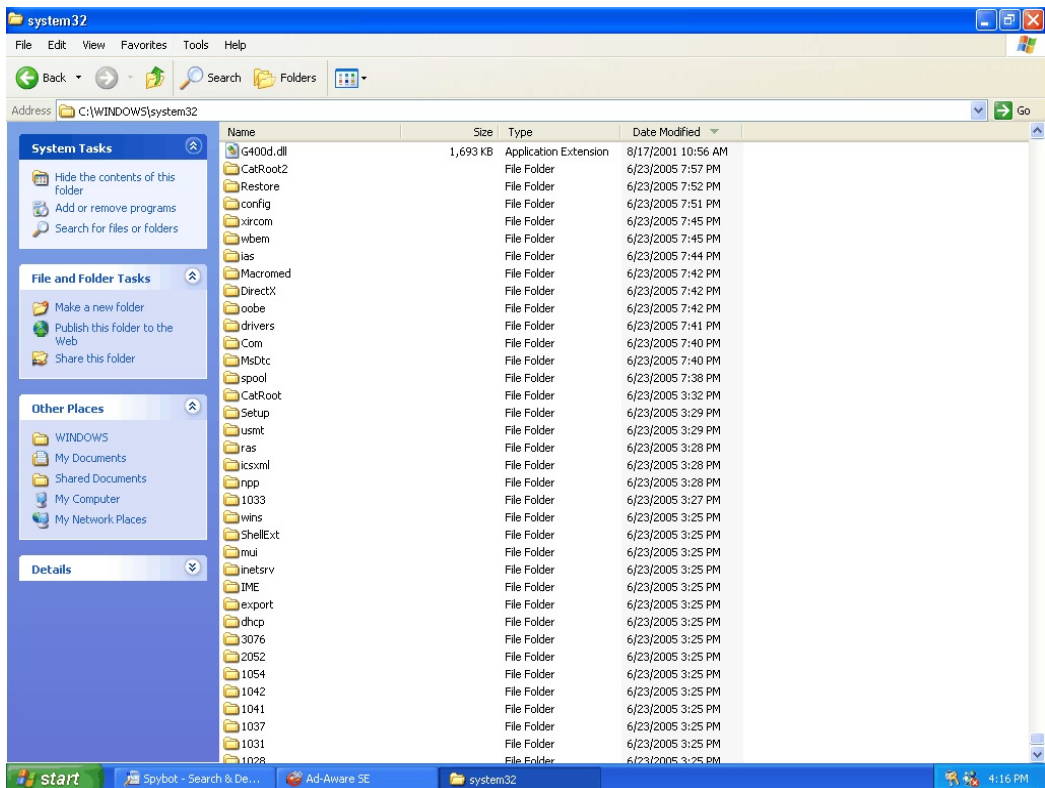 system32
File Edit View Favorites Tools Help
Back Search Folders
Address C:\WINDOWS\system32 Go
System Tasks
Hide the contents of this
folder
Add or remove programs
Search for files or folders
File and Folder Tasks
Make a new folder
Publish this folder to the
Web
Share this folder
Other Places
WINDOWS
My Documents
Shared Documents
My Computer
My Network Places
Details
Name Size Type Date Modified
G400d.dll 1,693 KB Application Extension 8/17/2001 10:56 AM
CatRoot2 File Folder 6/23/2005 7:57 PM
Restore File Folder 6/23/2005 7:52 PM
config File Folder 6/23/2005 7:51 PM
xircom File Folder 6/23/2005 7:45 PM
wbem File Folder 6/23/2005 7:45 PM
ias File Folder 6/23/2005 7:44 PM
Macromed File Folder 6/23/2005 7:42 PM
DirectX File Folder 6/23/2005 7:42 PM
oobe File Folder 6/23/2005 7:42 PM
drivers File Folder 6/23/2005 7:41 PM
Com File Folder 6/23/2005 7:40 PM
MsDtc File Folder 6/23/2005 7:40 PM
spool File Folder 6/23/2005 7:38 PM
CatRoot File Folder 6/23/2005 3:32 PM
Setup File Folder 6/23/2005 3:29 PM
usmt File Folder 6/23/2005 3:29 PM
ras File Folder 6/23/2005 3:28 PM
icsxml File Folder 6/23/2005 3:28 PM
npp File Folder 6/23/2005 3:28 PM
1033 File Folder 6/23/2005 3:27 PM
wins File Folder 6/23/2005 3:25 PM
ShellExt File Folder 6/23/2005 3:25 PM
mui File Folder 6/23/2005 3:25 PM
inetsrv File Folder 6/23/2005 3:25 PM
IME File Folder 6/23/2005 3:25 PM
export File Folder 6/23/2005 3:25 PM
dhcp File Folder 6/23/2005 3:25 PM
3076 File Folder 6/23/2005 3:25 PM
2052 File Folder 6/23/2005 3:25 PM
1054 File Folder 6/23/2005 3:25 PM
1042 File Folder 6/23/2005 3:25 PM
1041 File Folder 6/23/2005 3:25 PM
1037 File Folder 6/23/2005 3:25 PM
1031 File Folder 6/23/2005 3:25 PM
1028 File Folder 6/23/2005 3:25 PM
start Spybot - Search & De... Ad-Aware SE system32 4:16 PM